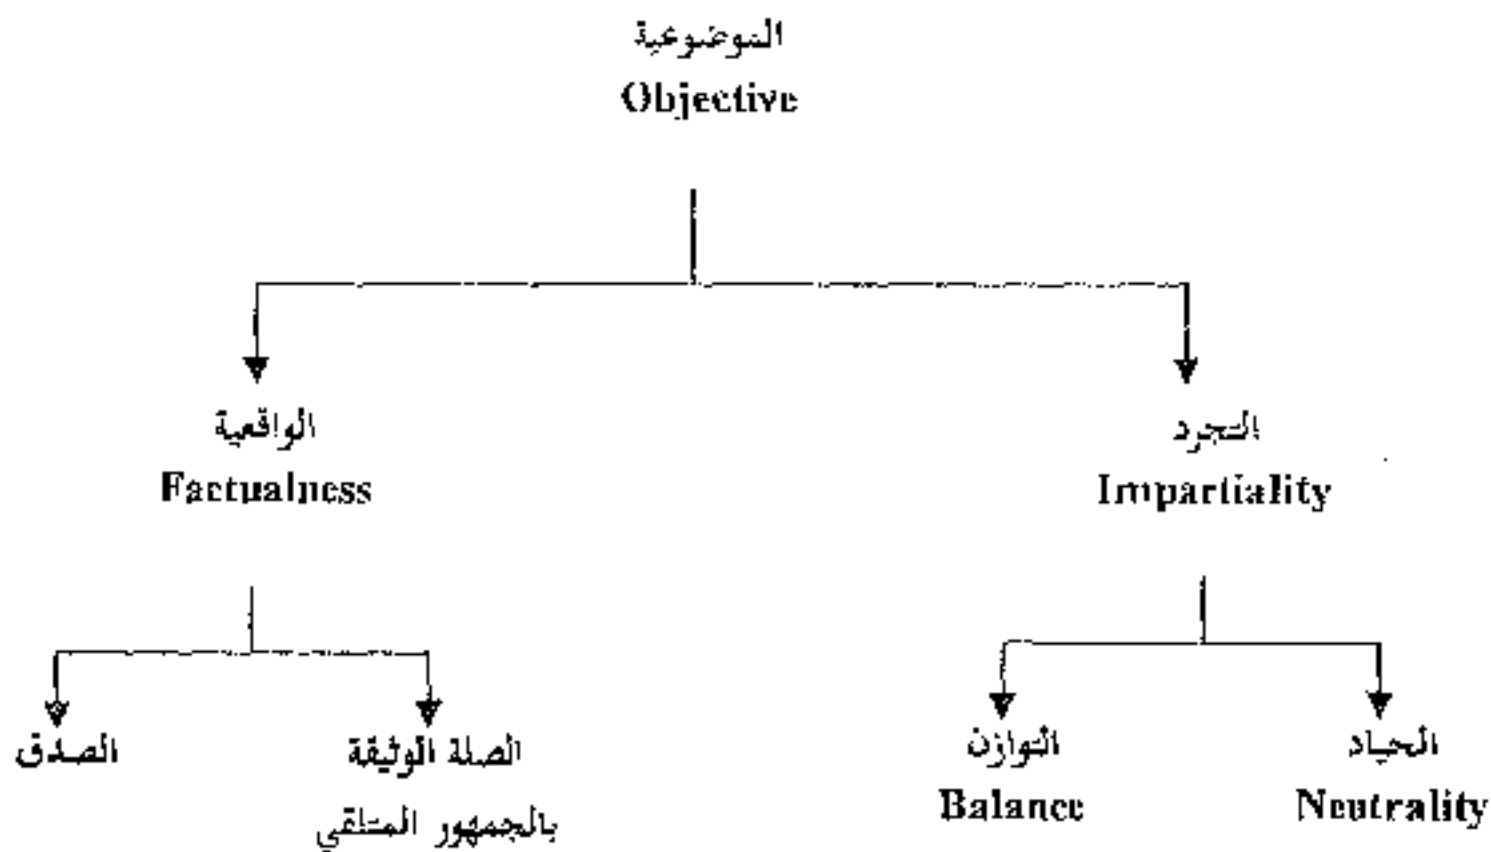 الموضوعية
Objective
الواقعية
Factualness
التجرد
Impartiality
الصدق
الصلة الوثيقة
بالجمهور المتلقي
التوازن
Balance
الحياد
Neutrality